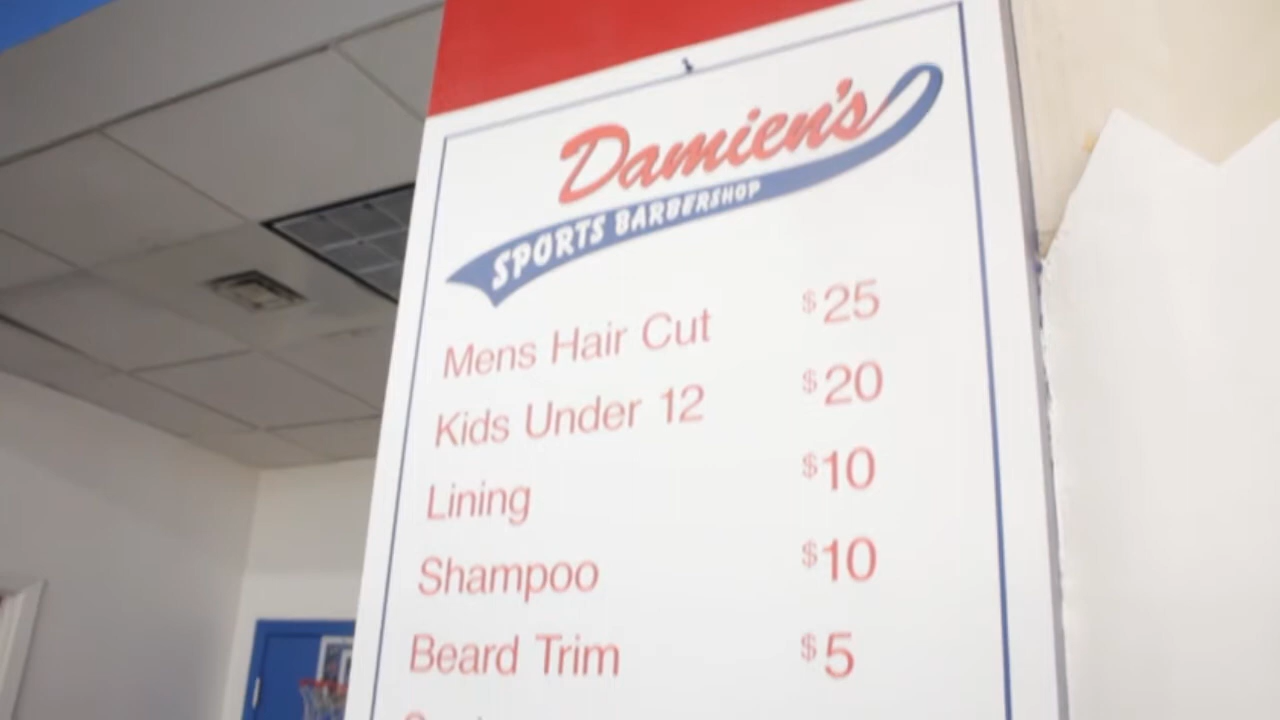 Damien's
SPORTS BARBERSHOP
Mens Hair Cut $25
Kids Under 12 $20
Lining $10
Shampoo $10
Beard Trim $5